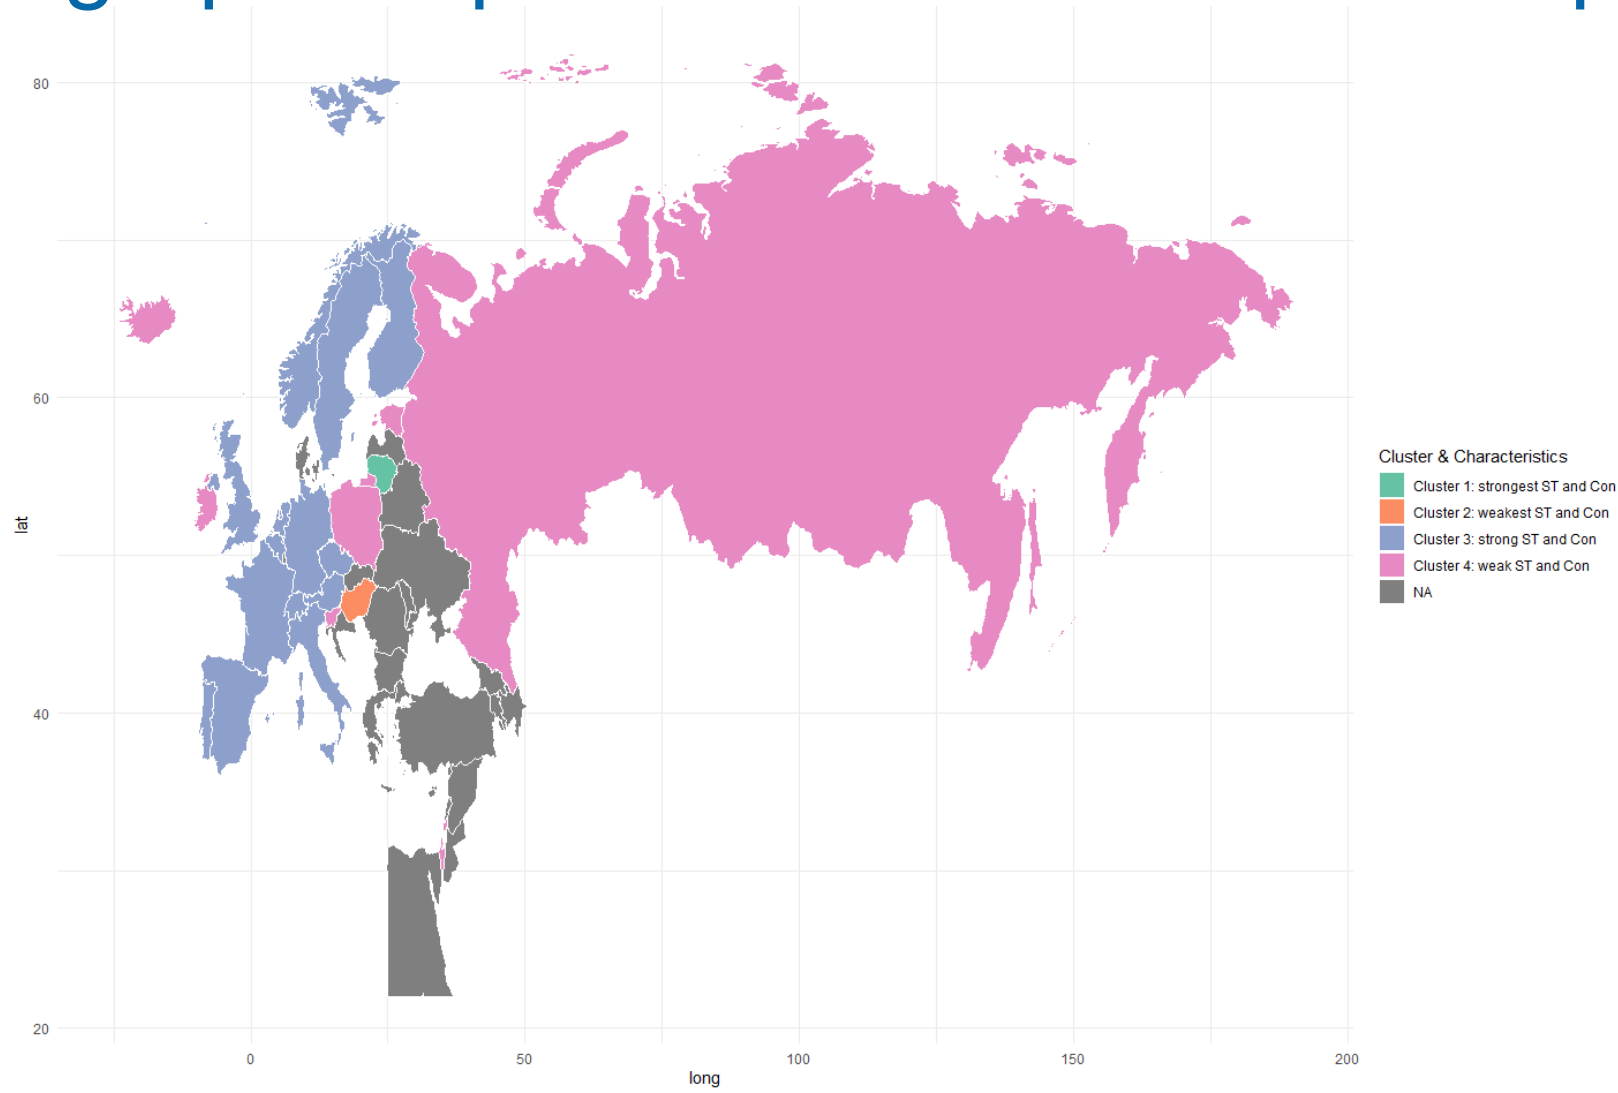 80
60
40
20
lat
0
50
100
150
200
long
Cluster & Characteristics
Cluster 1: strongest ST and Con
Cluster 2: weakest ST and Con
Cluster 3: strong ST and Con
Cluster 4: weak ST and Con
NA